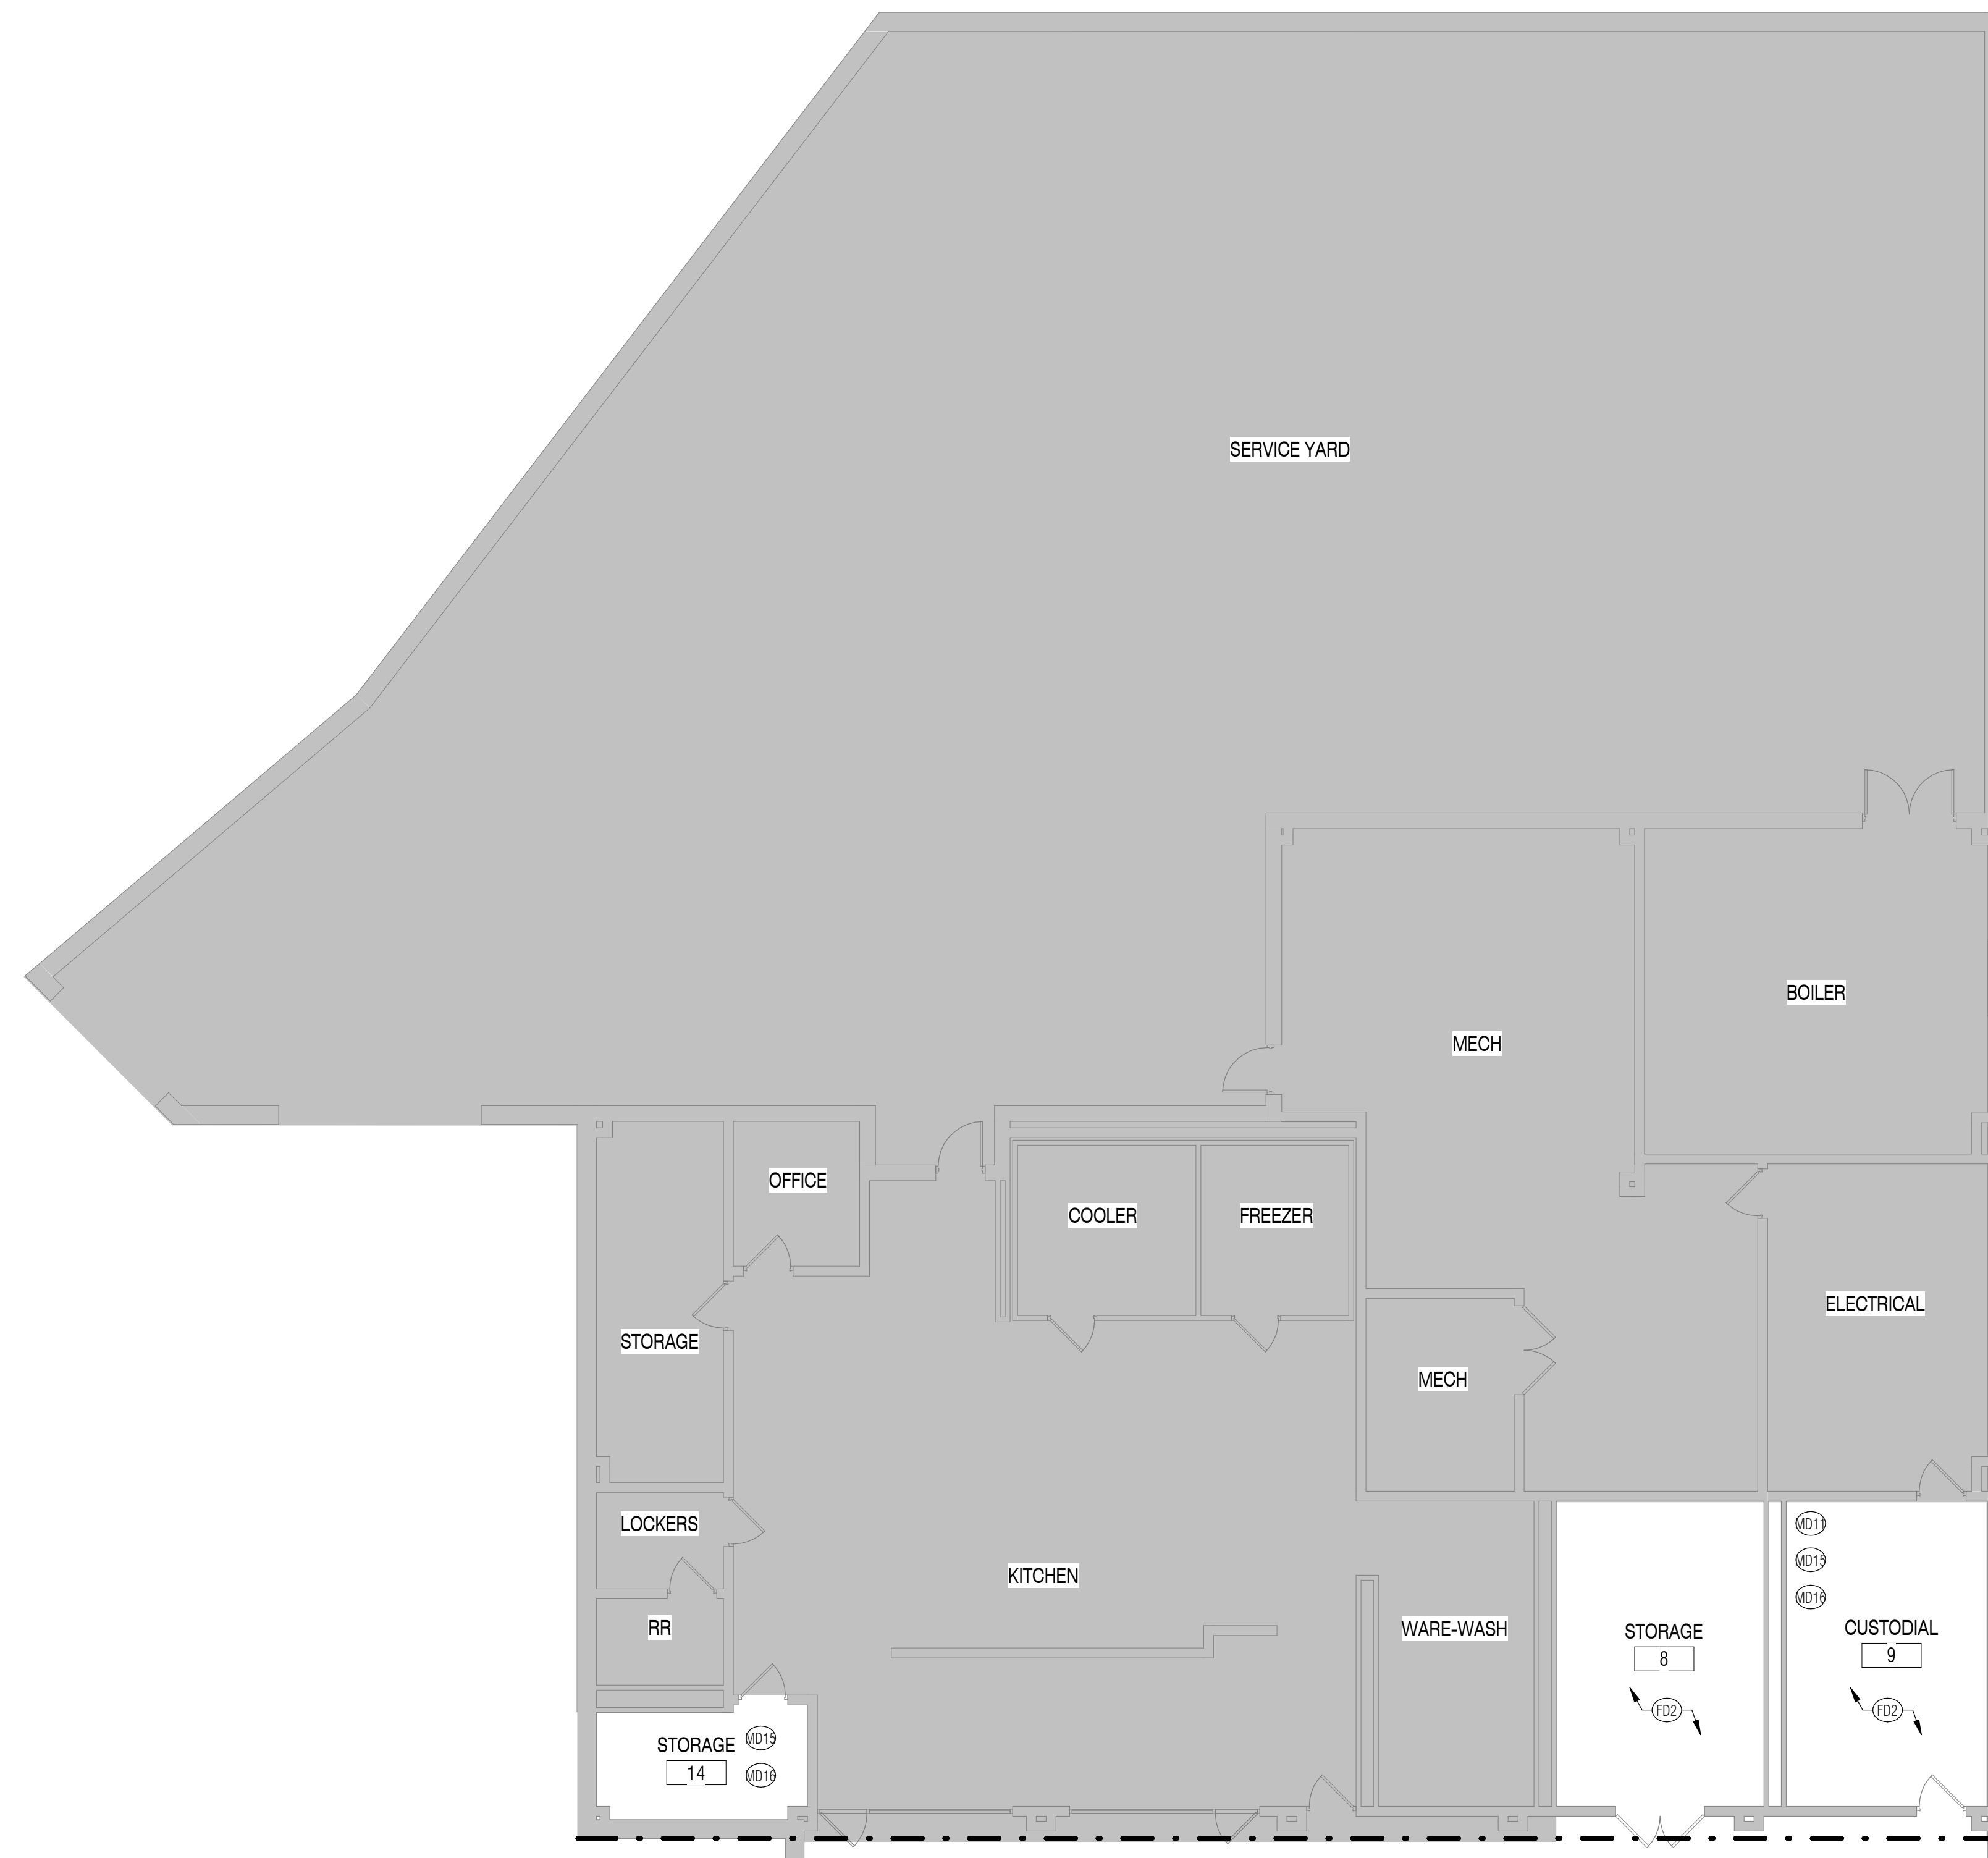 SERVICE YARD
BOILER
MECH
OFFICE
COOLER
FREEZER
ELECTRICAL
STORAGE
MECH
LOCKERS
MD11
MD15
KITCHEN
MD16
RR
WARE-WASH
STORAGE
8
CUSTODIAL
9
FD2
FD2
STORAGE
14
MD15
MD16